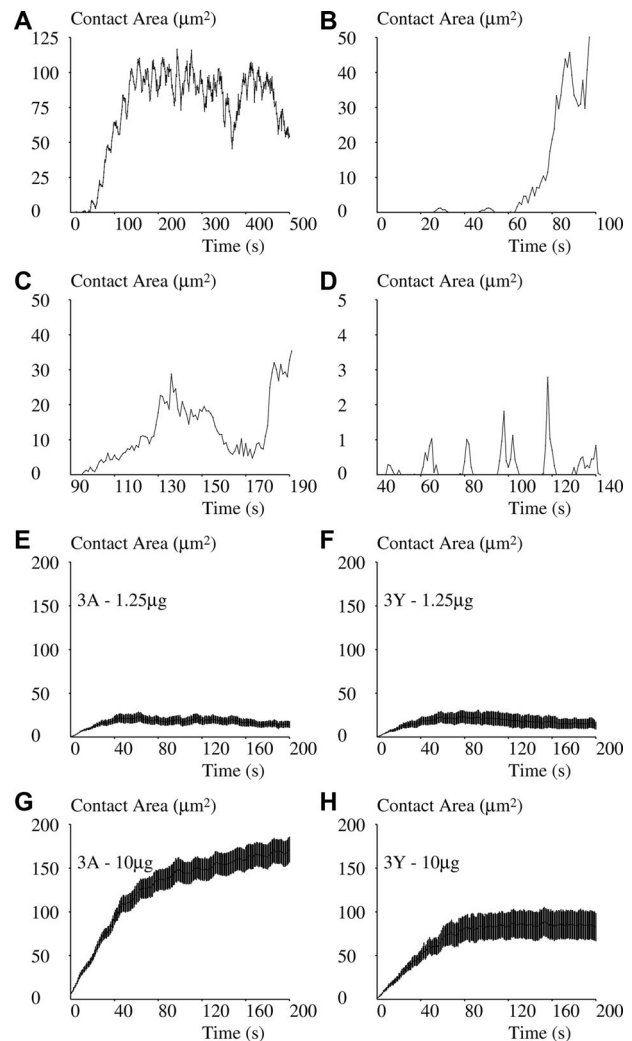 A Contact Area (μm²)
125
100
75
50
25
0
0 100 200 300 400 500
Time (s)
B Contact Area (μm²)
50
40
30
20
10
0
0 20 40 60 80 100
Time (s)
C Contact Area (μm²)
50
40
30
20
10
0
90 110 130 150 170 190
Time (s)
D Contact Area (μm²)
5
4
3
2
1
0
40 60 80 100 120 140
Time (s)
E Contact Area (μm²)
200
3A - 1.25μg
150
100
50
0
0 40 80 120 160 200
Time (s)
F Contact Area (μm²)
200
3Y - 1.25μg
150
100
50
0
0 40 80 120 160 200
Time (s)
G Contact Area (μm²)
200
3A - 10μg
150
100
50
0
0 40 80 120 160 200
Time (s)
H Contact Area (μm²)
200
3Y - 10μg
150
100
50
0
0 40 80 120 160 200
Time (s)